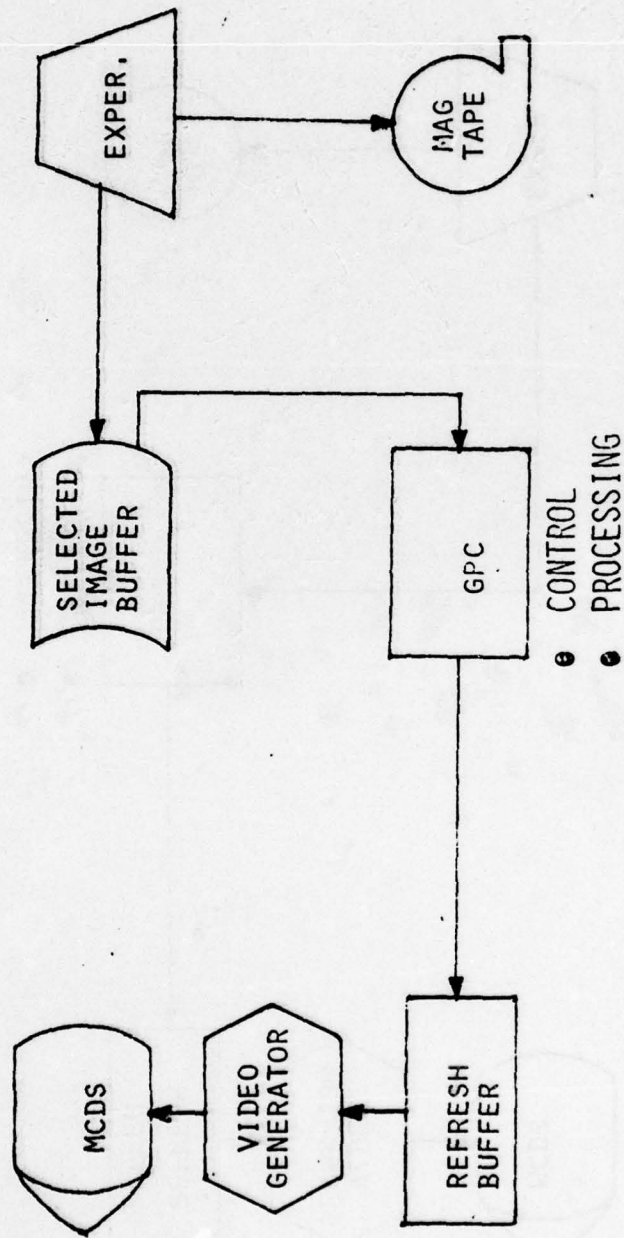 EXPER.
MAG
TAPE
SELECTED
IMAGE
BUFFER
GPC
● CONTROL
● PROCESSING
MCDS
VIDEO
GENERATOR
REFRESH
BUFFER